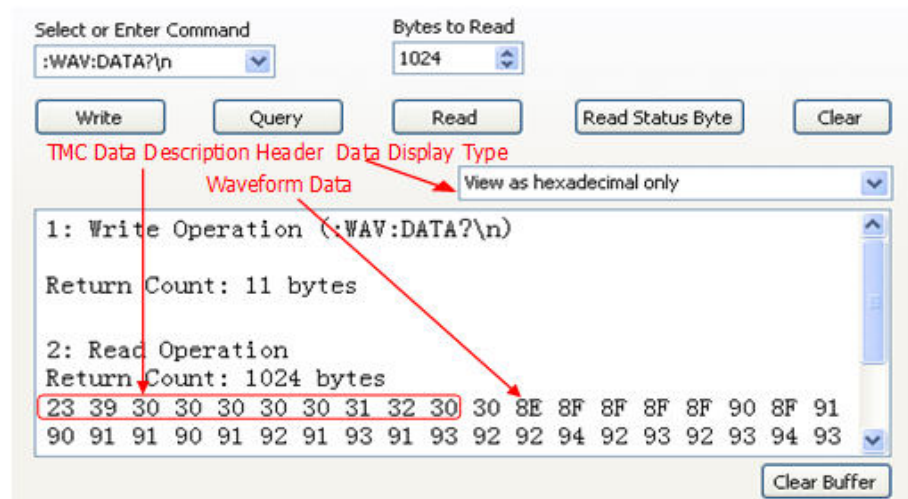 Select or Enter Command Bytes to Read
:WAV:DATA?\n 1024
Write Query Read Read Status Byte Clear
TMC Data Description Header Data Display Type
Waveform Data View as hexadecimal only
1: Write Operation (:WAV:DATA?\n)
Return Count: 11 bytes
2: Read Operation
Return Count: 1024 bytes
23 39 30 30 30 30 30 31 32 30 30 8E 8F 8F 8F 8F 90 8F 91
90 91 91 90 91 92 91 93 91 93 92 92 94 92 93 92 93 94 93
Clear Buffer